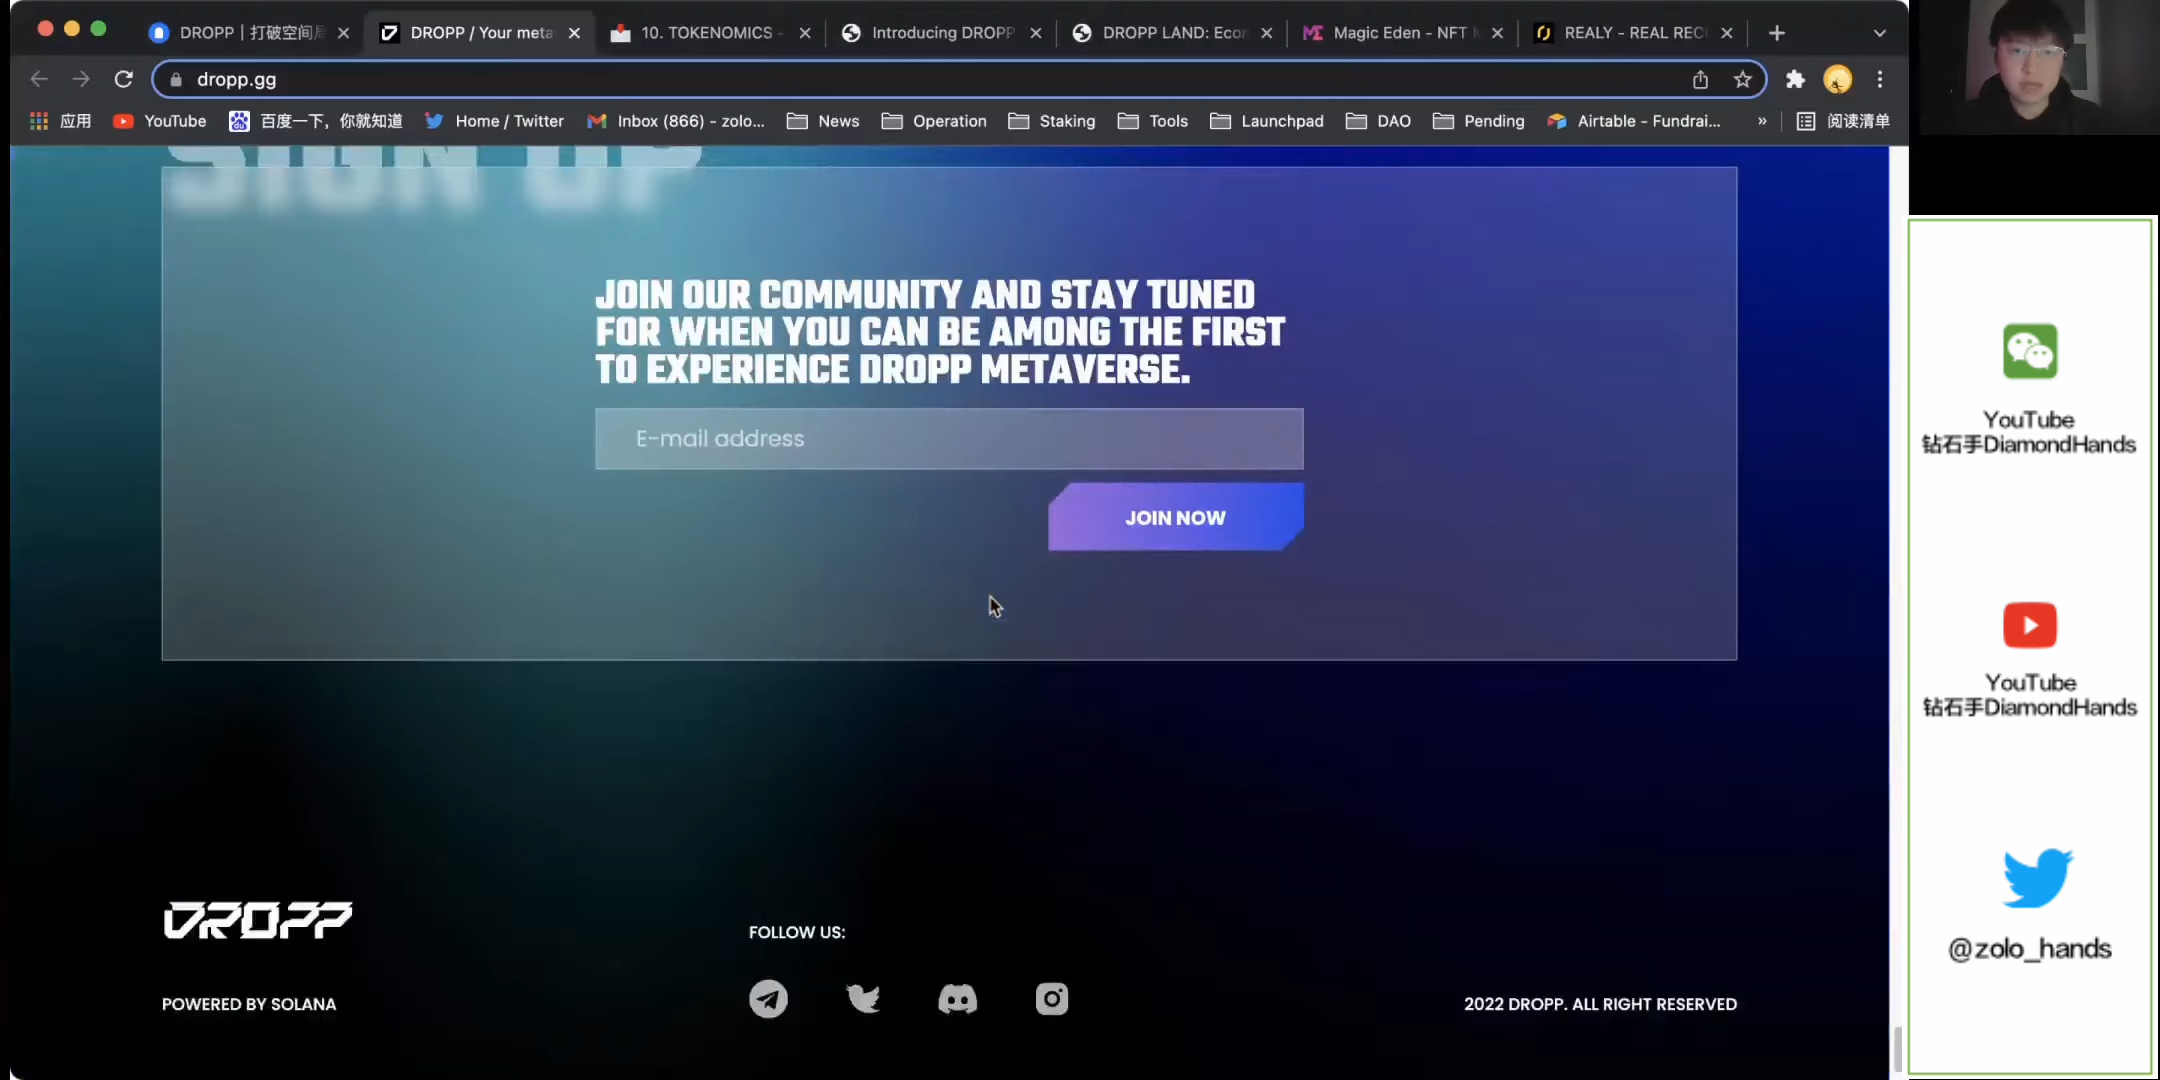 DROPP | 打破空间
DROPP / Your meta
10. TOKENOMICS -
Introducing DROPP
DROPP LAND: Econ
Magic Eden - NFT
REALY - REAL REC
dropp.gg
应用
YouTube
百度一下，你就知道
Home / Twitter
Inbox (866) - zolo...
News
Operation
Staking
Tools
Launchpad
DAO
Pending
Airtable - Fundrai...
»
阅读清单
SIGN UP
JOIN OUR COMMUNITY AND STAY TUNED
FOR WHEN YOU CAN BE AMONG THE FIRST
TO EXPERIENCE DROPP METAVERSE.
E-mail address
JOIN NOW
DROPP
FOLLOW US:
POWERED BY SOLANA
2022 DROPP. ALL RIGHT RESERVED
YouTube
钻石手DiamondHands
YouTube
钻石手DiamondHands
@zolo_hands